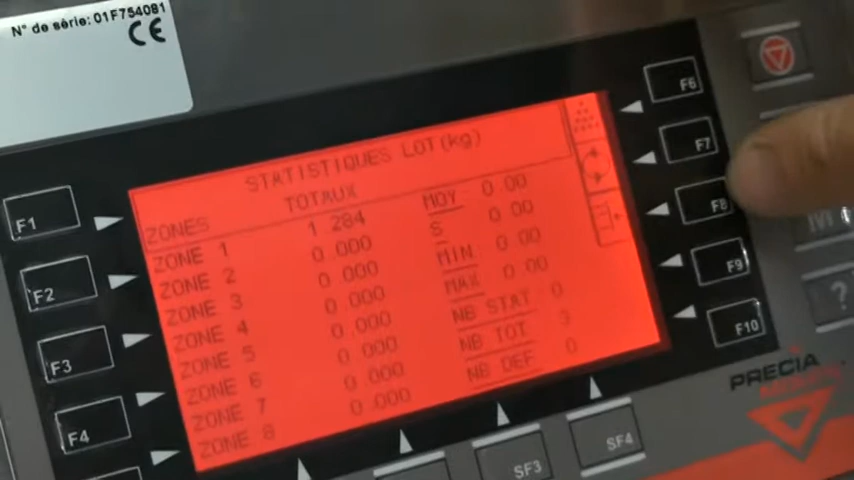 N° de série: 01F754081
CE
F1
F2
F3
F4
STATISTIQUES LOT(kg)
ZONES TOTAUX
ZONE 1 1 284
ZONE 2 0.000
ZONE 3 0.000
ZONE 4 0.000
ZONE 5 0.000
ZONE 6 0.000
ZONE 7 0.000
ZONE 8 0.000
MOY 0 00
S 0 00
MIN 0 00
MAX 0 00
NB STAT 0
NB TOT 3
NB DEF 0
F6
F7
F8
F9
F10
M
?
SF3
SF4
PRECIA